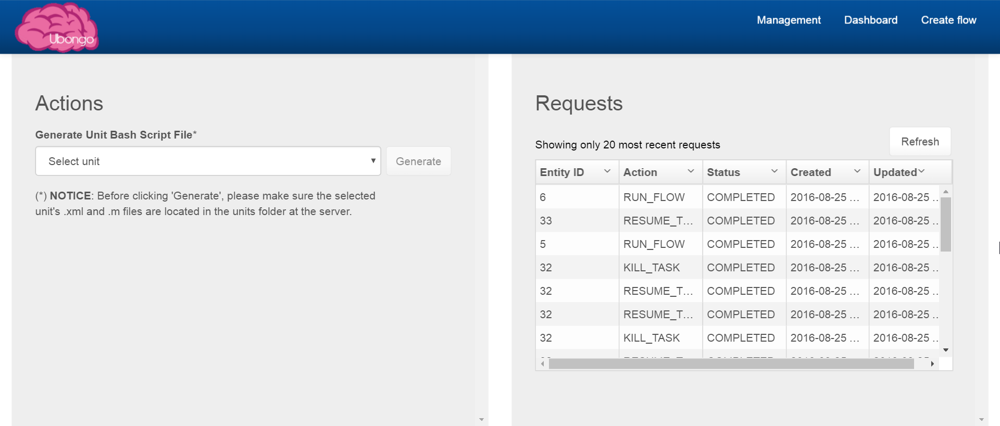 Ubongo
Management Dashboard Create flow
Actions
Generate Unit Bash Script File*
Select unit Generate
(*) NOTICE: Before clicking 'Generate', please make sure the selected
unit's .xml and .m files are located in the units folder at the server.
Requests
Showing only 20 most recent requests
Refresh
Entity ID Action Status Created Updated
6 RUN_FLOW COMPLETED 2016-08-25 ... 2016-08-25 ..
33 RESUME_T... COMPLETED 2016-08-25 ... 2016-08-25 ..
5 RUN_FLOW COMPLETED 2016-08-25 ... 2016-08-25 ..
32 KILL_TASK COMPLETED 2016-08-25 ... 2016-08-25 ..
32 RESUME_T... COMPLETED 2016-08-25 ... 2016-08-25 ..
32 RESUME_T... COMPLETED 2016-08-25 ... 2016-08-25 ..
32 KILL_TASK COMPLETED 2016-08-25 ... 2016-08-25 ..